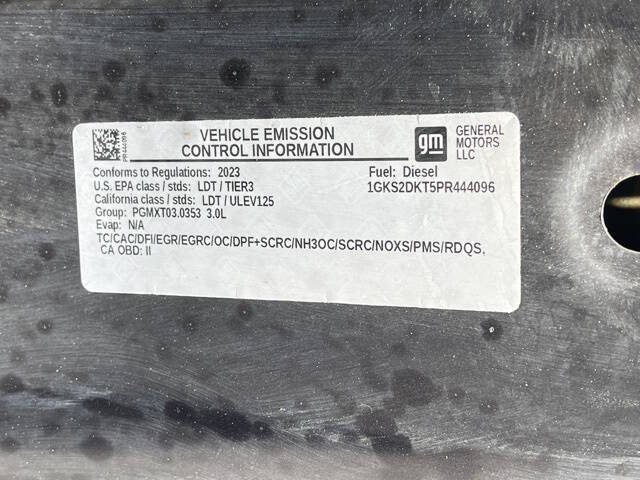 PR444096
VEHICLE EMISSION
CONTROL INFORMATION
gm
GENERAL
MOTORS
LLC
Conforms to Regulations: 2023
Fuel: Diesel
U.S. EPA class / stds: LDT / TIER3
1GKS2DKT5PR444096
California class / stds: LDT / ULEV125
Group: PGMXT03.0353 3.0L
Evap: N/A
TC/CAC/DFI/EGR/EGRC/OC/DPF+SCRC/NH3OC/SCRC/NOXS/PMS/RDQS,
CA OBD: II